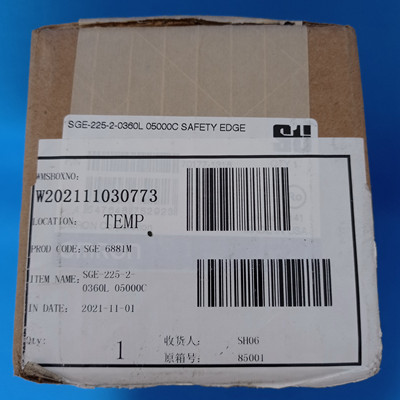 SGE-225-2-0360L 05000C SAFETY EDGE
WMSBOXNO:
W202111030773
LOCATION: TEMP
PROD CODE: SGE 6881M
ITEM NAME: SGE-225-2-
0360L 05000C
IN DATE: 2021-11-01
Qty: 1
收货人: SH06
原箱号: 85001